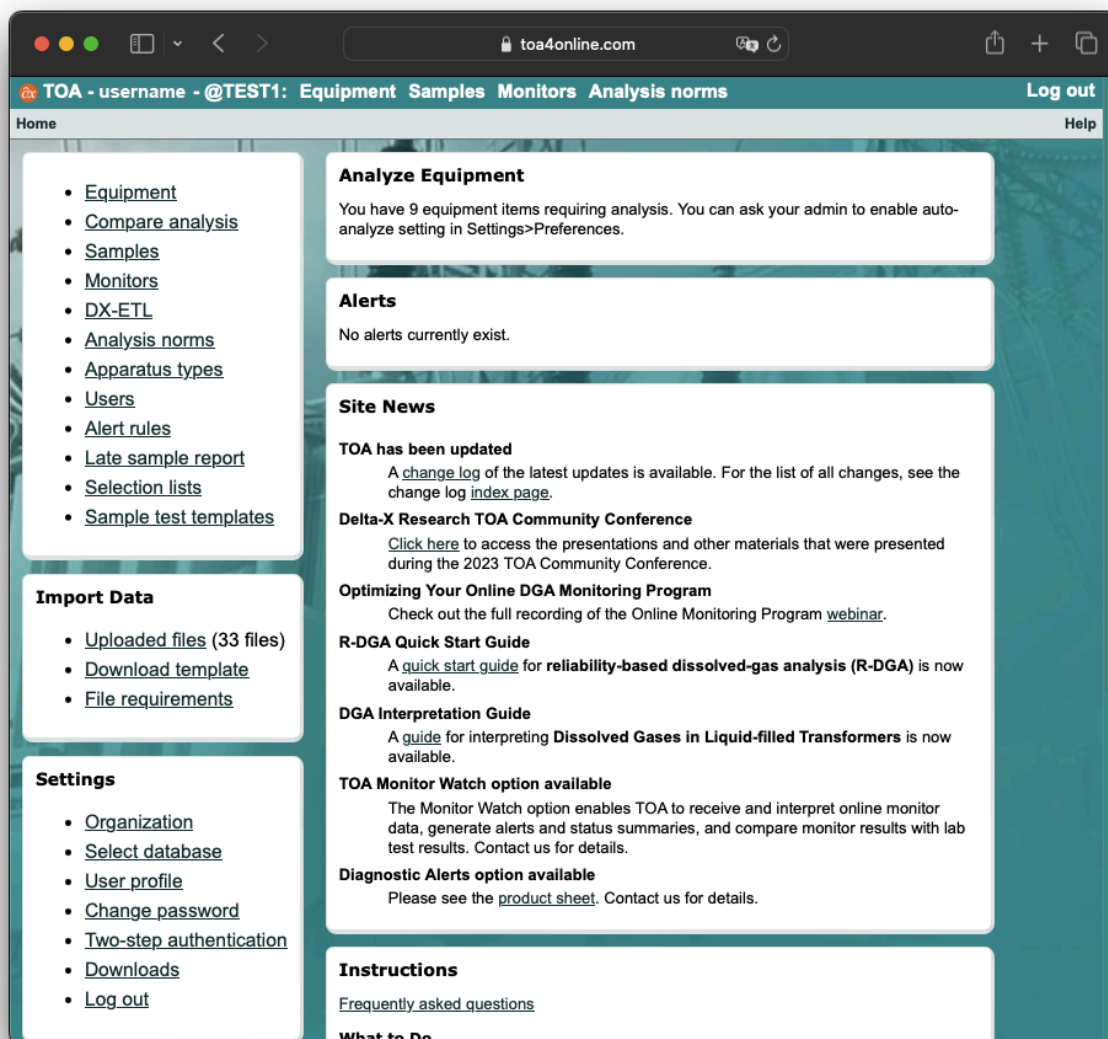 toa4online.com
TOA - username - @TEST1: Equipment Samples Monitors Analysis norms
Log out
Home
Help
Equipment
Compare analysis
Samples
Monitors
DX-ETL
Analysis norms
Apparatus types
Users
Alert rules
Late sample report
Selection lists
Sample test templates
Import Data
Uploaded files (33 files)
Download template
File requirements
Settings
Organization
Select database
User profile
Change password
Two-step authentication
Downloads
Log out
Analyze Equipment
You have 9 equipment items requiring analysis. You can ask your admin to enable auto-
analyze setting in Settings>Preferences.
Alerts
No alerts currently exist.
Site News
TOA has been updated
A change log of the latest updates is available. For the list of all changes, see the
change log index page.
Delta-X Research TOA Community Conference
Click here to access the presentations and other materials that were presented
during the 2023 TOA Community Conference.
Optimizing Your Online DGA Monitoring Program
Check out the full recording of the Online Monitoring Program webinar.
R-DGA Quick Start Guide
A quick start guide for reliability-based dissolved-gas analysis (R-DGA) is now
available.
DGA Interpretation Guide
A guide for interpreting Dissolved Gases in Liquid-filled Transformers is now
available.
TOA Monitor Watch option available
The Monitor Watch option enables TOA to receive and interpret online monitor
data, generate alerts and status summaries, and compare monitor results with lab
test results. Contact us for details.
Diagnostic Alerts option available
Please see the product sheet. Contact us for details.
Instructions
Frequently asked questions
What to Do